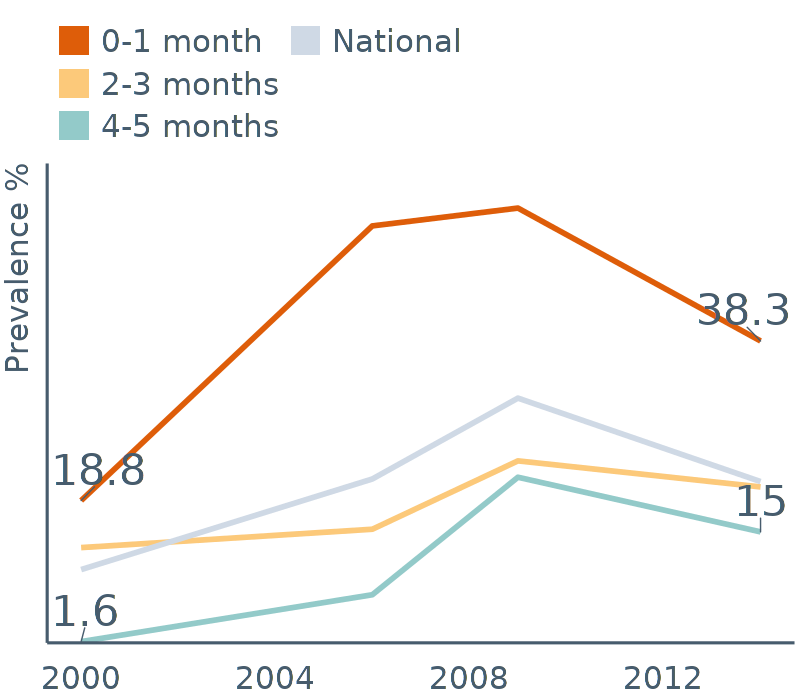 0-1 month
National
2-3 months
4-5 months
Prevalence %
38.3
18.8
15
1.6
2000 2004 2008 2012